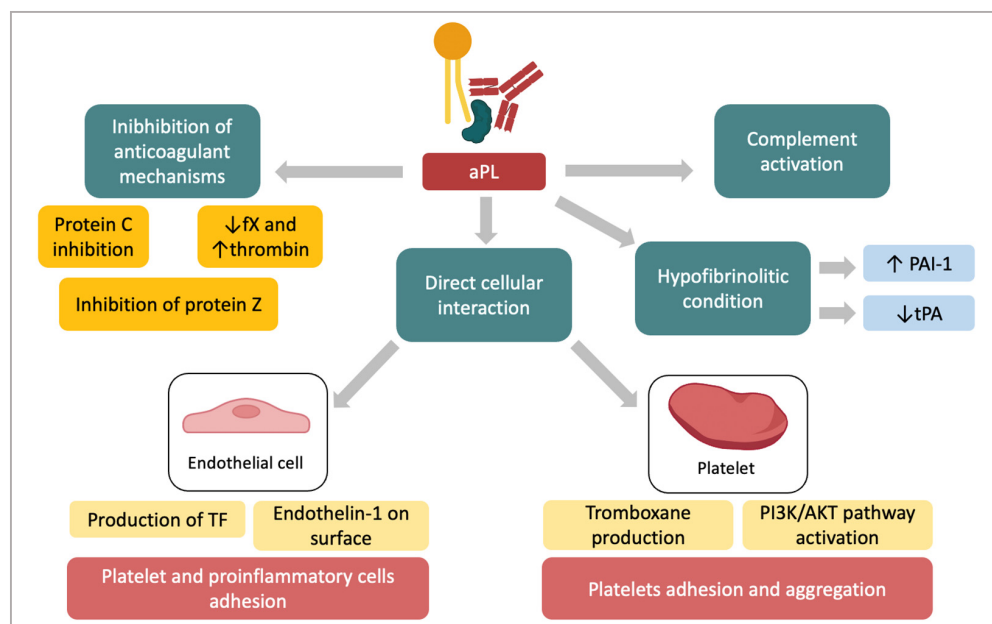 Inibhibition of
anticoagulant
mechanisms
aPL
Complement
activation
Protein C
inhibition
↓fX and
↑thrombin
Inhibition of protein Z
Direct cellular
interaction
Hypofibrinolitic
condition
↑ PAI-1
↓tPA
Endothelial cell
Platelet
Production of TF
Endothelin-1 on
surface
Platelet and proinflammatory cells
adhesion
Tromboxane
production
PI3K/AKT pathway
activation
Platelets adhesion and aggregation